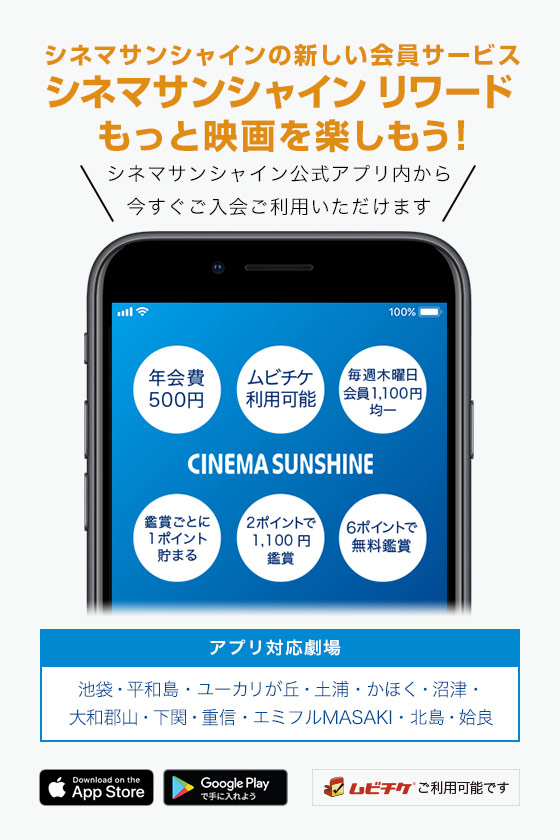 シネマサンシャインの新しい会員サービス
シネマサンシャイン リワード
もっと映画を楽しもう！
シネマサンシャイン公式アプリ内から
今すぐご入会ご利用いただけます
100%
年会費
500円
ムビチケ
利用可能
毎週木曜日
会員1,100円
均一
CINEMA SUNSHINE
鑑賞ごとに
1ポイント
貯まる
2ポイントで
1,100 円
鑑賞
6ポイントで
無料鑑賞
アプリ対応劇場
池袋・平和島・ユーカリが丘・土浦・かほく・沼津・
大和郡山・下関・重信・エミフルMASAKI・北島・姶良
Download on the
App Store
Google Play
で手に入れよう
ムビチケ ご利用可能です